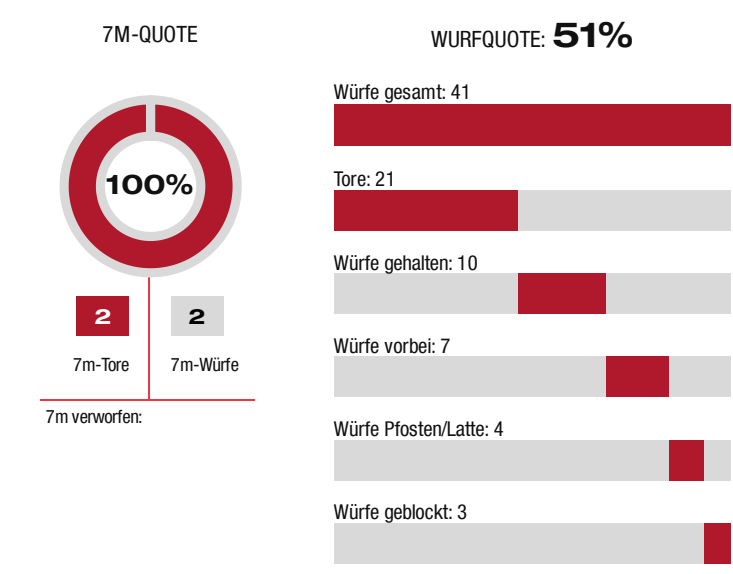 7M-QUOTE
100%
2 2
7m-Tore 7m-Würfe
7m verworfen:
WURFQUOTE: 51%
Würfe gesamt: 41
Tore: 21
Würfe gehalten: 10
Würfe vorbei: 7
Würfe Pfosten/Latte: 4
Würfe geblockt: 3